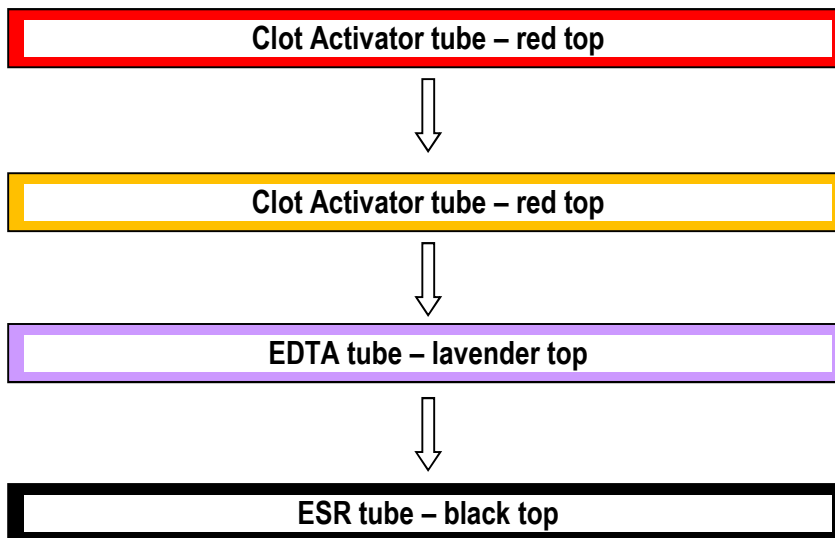 Clot Activator tube – red top
Clot Activator tube – red top
EDTA tube – lavender top
ESR tube – black top